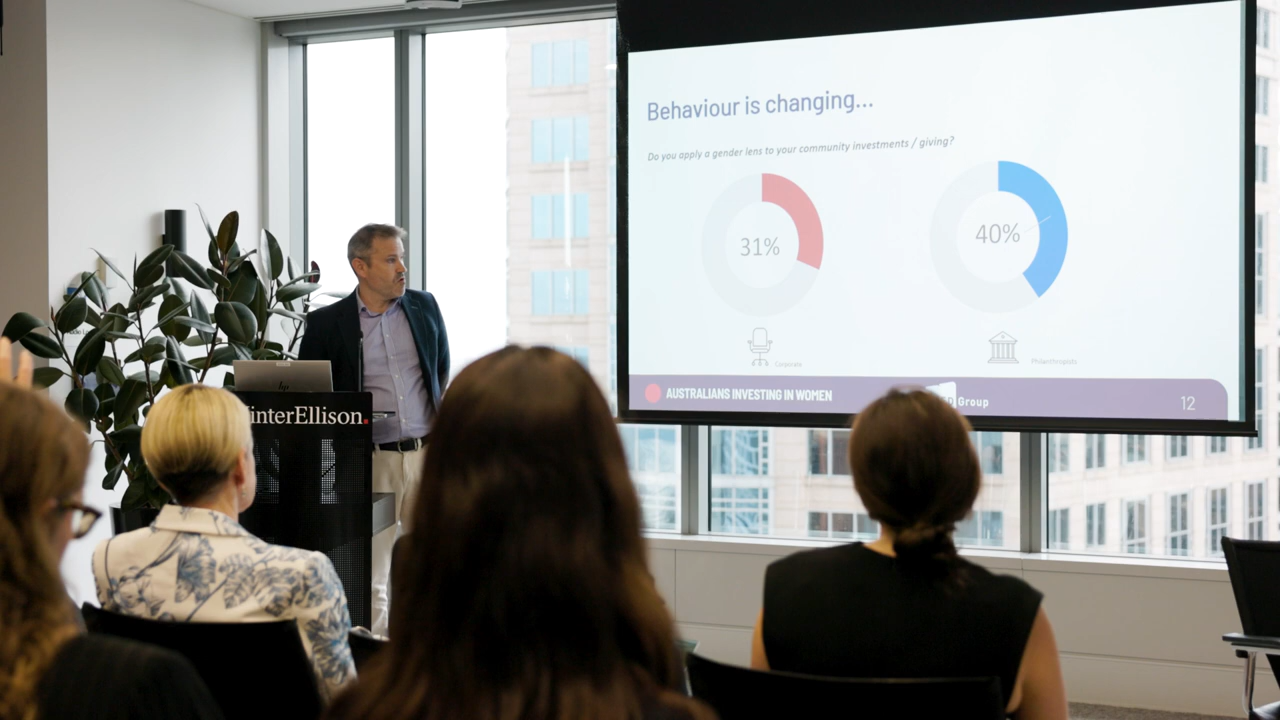 Behaviour is changing...
Do you apply a gender lens to your community investments / giving?
31%
40%
Corporate
Philanthropists
AUSTRALIANS INVESTING IN WOMEN
Group
12
hp
interEllison.